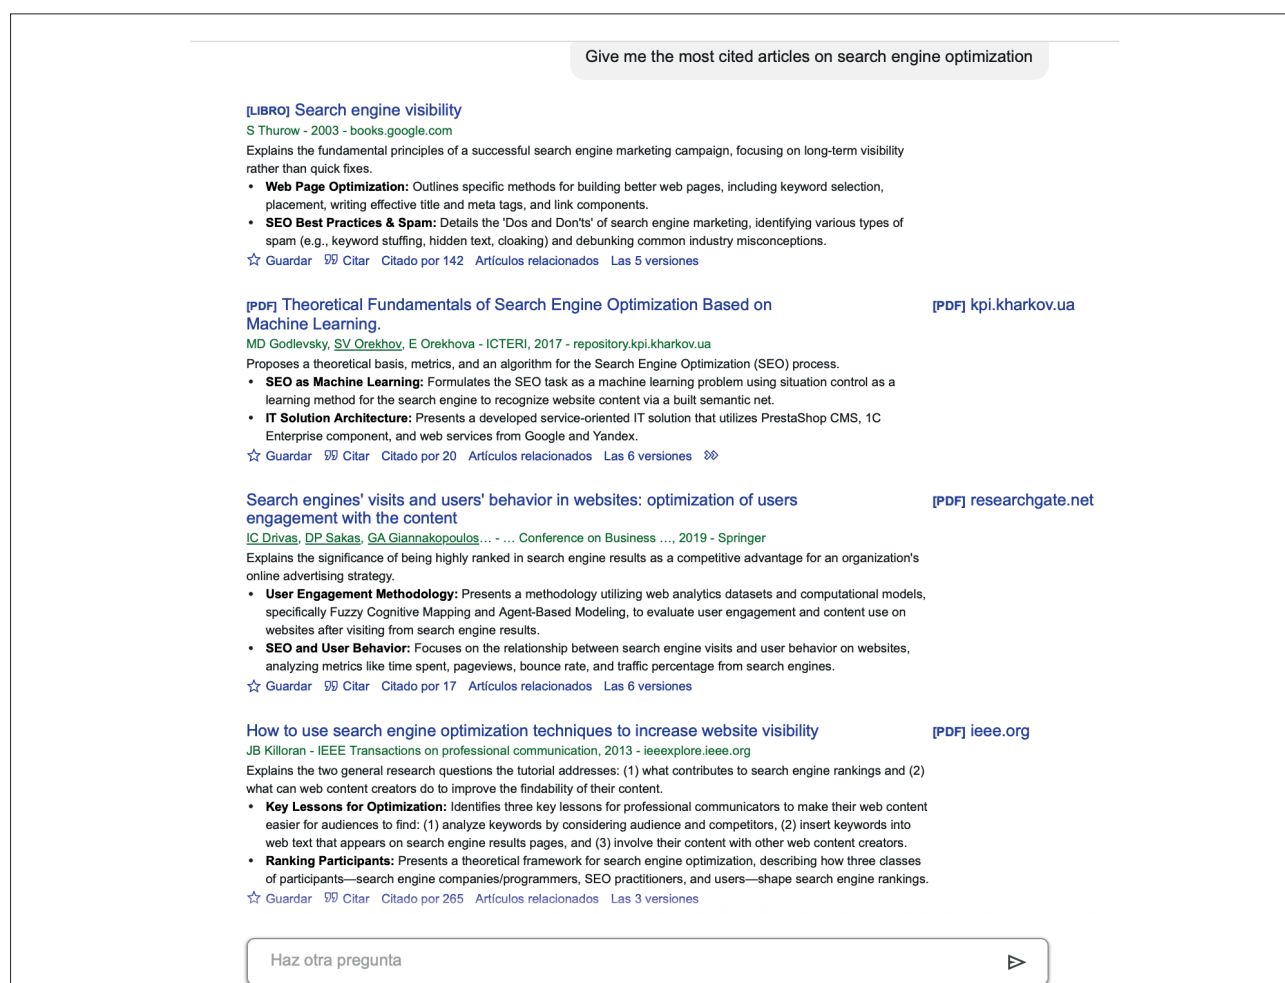 Give me the most cited articles on search engine optimization
[LIBRO] Search engine visibility
S Thurow - 2003 - books.google.com
Explains the fundamental principles of a successful search engine marketing campaign, focusing on long-term visibility
rather than quick fixes.
• Web Page Optimization: Outlines specific methods for building better web pages, including keyword selection,
placement, writing effective title and meta tags, and link components.
• SEO Best Practices & Spam: Details the 'Dos and Don'ts' of search engine marketing, identifying various types of
spam (e.g., keyword stuffing, hidden text, cloaking) and debunking common industry misconceptions.
Guardar Citar Citado por 142 Artículos relacionados Las 5 versiones
[PDF] Theoretical Fundamentals of Search Engine Optimization Based on
Machine Learning.
[PDF] kpi.kharkov.ua
MD Godlevsky, SV Orekhov, E Orekhova - ICTERI, 2017 - repository.kpi.kharkov.ua
Proposes a theoretical basis, metrics, and an algorithm for the Search Engine Optimization (SEO) process.
• SEO as Machine Learning: Formulates the SEO task as a machine learning problem using situation control as a
learning method for the search engine to recognize website content via a built semantic net.
• IT Solution Architecture: Presents a developed service-oriented IT solution that utilizes PrestaShop CMS, 1C
Enterprise component, and web services from Google and Yandex.
Guardar Citar Citado por 20 Artículos relacionados Las 6 versiones
Search engines' visits and users' behavior in websites: optimization of users
engagement with the content
[PDF] researchgate.net
IC Drivas, DP Sakas, GA Giannakopoulos… - … Conference on Business …, 2019 - Springer
Explains the significance of being highly ranked in search engine results as a competitive advantage for an organization's
online advertising strategy.
• User Engagement Methodology: Presents a methodology utilizing web analytics datasets and computational models,
specifically Fuzzy Cognitive Mapping and Agent-Based Modeling, to evaluate user engagement and content use on
websites after visiting from search engine results.
• SEO and User Behavior: Focuses on the relationship between search engine visits and user behavior on websites,
analyzing metrics like time spent, pageviews, bounce rate, and traffic percentage from search engines.
Guardar Citar Citado por 17 Artículos relacionados Las 6 versiones
How to use search engine optimization techniques to increase website visibility
[PDF] ieee.org
JB Killoran - IEEE Transactions on professional communication, 2013 - ieeexplore.ieee.org
Explains the two general research questions the tutorial addresses: (1) what contributes to search engine rankings and (2)
what can web content creators do to improve the findability of their content.
• Key Lessons for Optimization: Identifies three key lessons for professional communicators to make their web content
easier for audiences to find: (1) analyze keywords by considering audience and competitors, (2) insert keywords into
web text that appears on search engine results pages, and (3) involve their content with other web content creators.
• Ranking Participants: Presents a theoretical framework for search engine optimization, describing how three classes
of participants—search engine companies/programmers, SEO practitioners, and users—shape search engine rankings.
Guardar Citar Citado por 265 Artículos relacionados Las 3 versiones
Haz otra pregunta